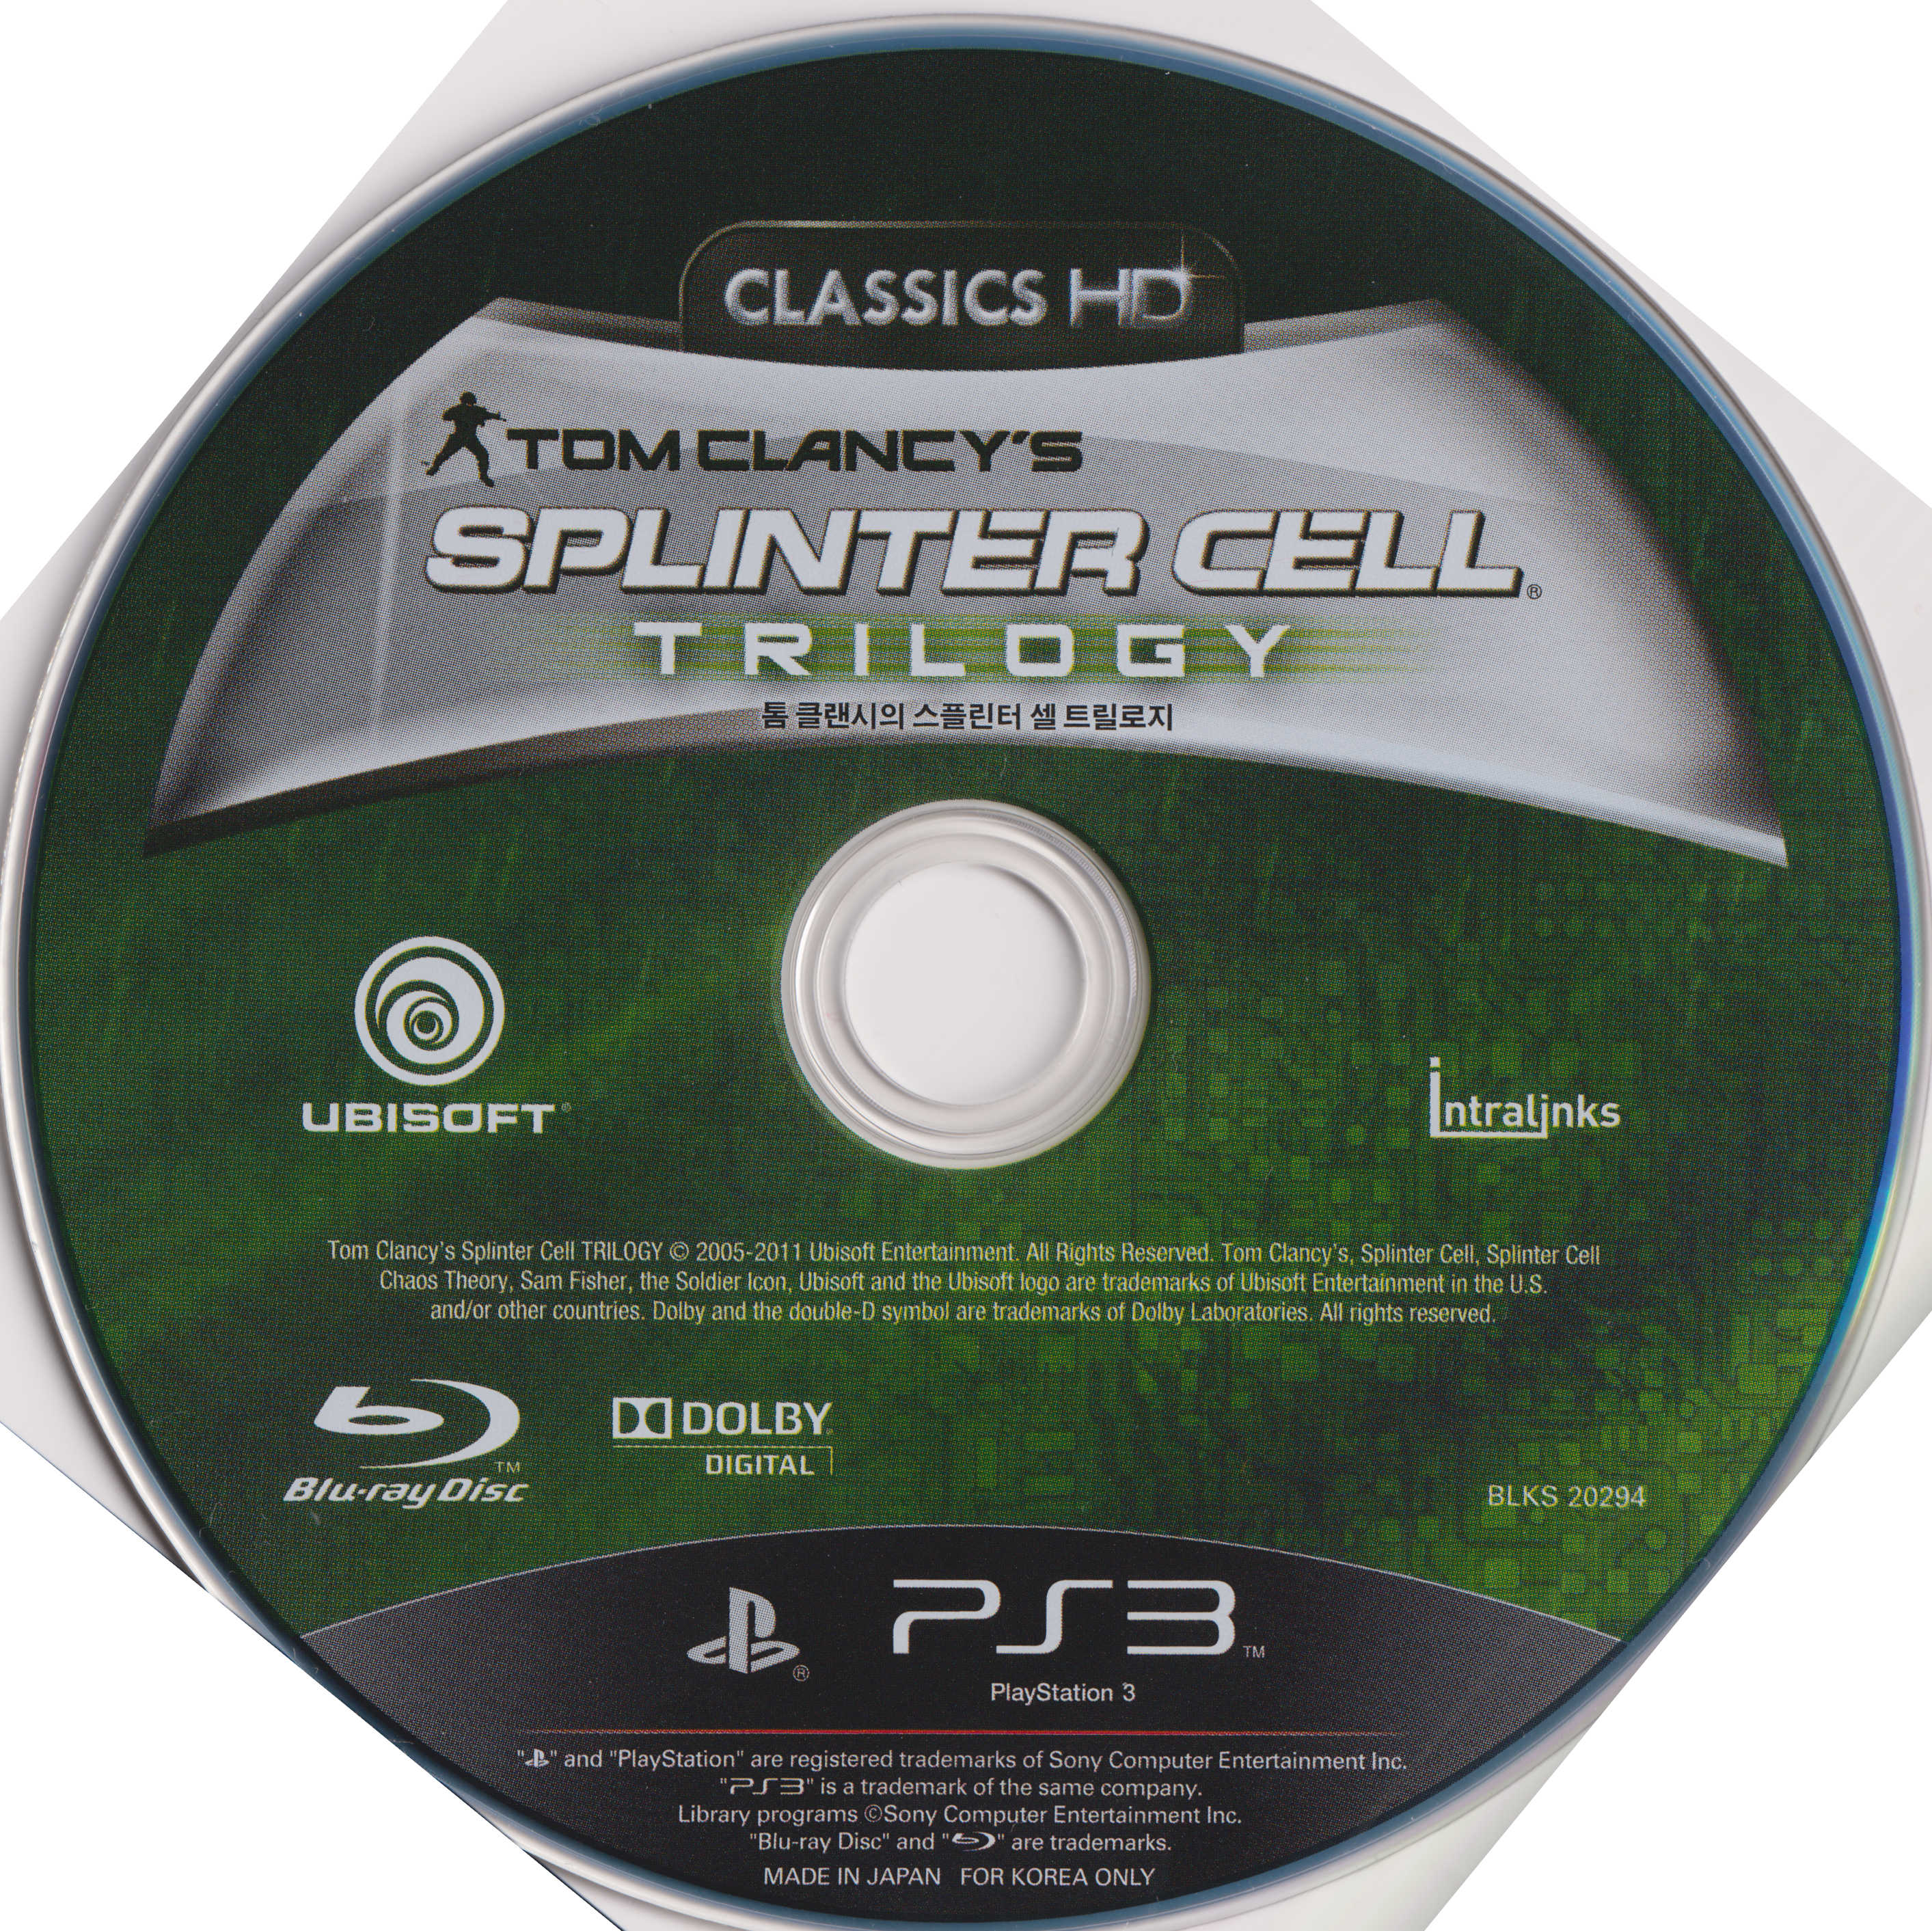 CLASSICS HD
TOM CLANCY'S
SPLINTER CELL®
TRILOGY
톰 클랜시의 스플린터 셀 트릴로지
UBISOFT®
intralinks
Tom Clancy's Splinter Cell TRILOGY © 2005-2011 Ubisoft Entertainment. All Rights Reserved. Tom Clancy's, Splinter Cell, Splinter Cell
Chaos Theory, Sam Fisher, the Soldier Icon, Ubisoft and the Ubisoft logo are trademarks of Ubisoft Entertainment in the U.S.
and/or other countries. Dolby and the double-D symbol are trademarks of Dolby Laboratories. All rights reserved.
Blu-ray Disc™
DOLBY
DIGITAL
BLKS 20294
PS3™
PlayStation 3
"PS" and "PlayStation" are registered trademarks of Sony Computer Entertainment Inc.
"PS3" is a trademark of the same company.
Library programs ©Sony Computer Entertainment Inc.
"Blu-ray Disc" and "b" are trademarks.
MADE IN JAPAN FOR KOREA ONLY